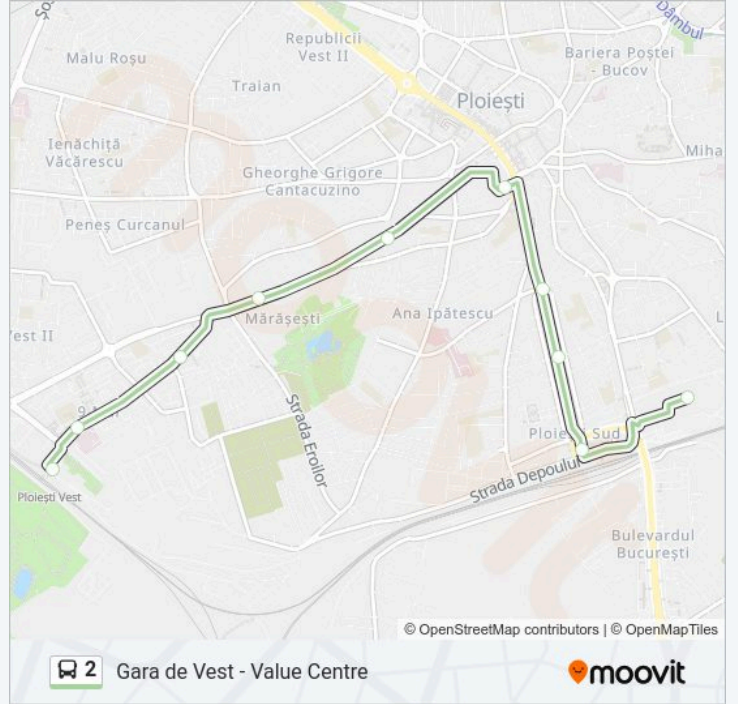 Dâmbul
Republicii
Vest II
Malu Roșu
Bariera Poștei
- Bucov
Traian
Ploiești
Ienăchiță
Văcărescu
Miha
Gheorghe Grigore
Cantacuzino
Peneș Curcanul
Mărășești
Ana Ipătescu
Vest II
Strada Eroilor
Ploiești Sud
Strada Depoului
Ploiești Vest
Bulevardul
București
© OpenStreetMap contributors | © OpenMapTiles
2 Gara de Vest - Value Centre
moovit